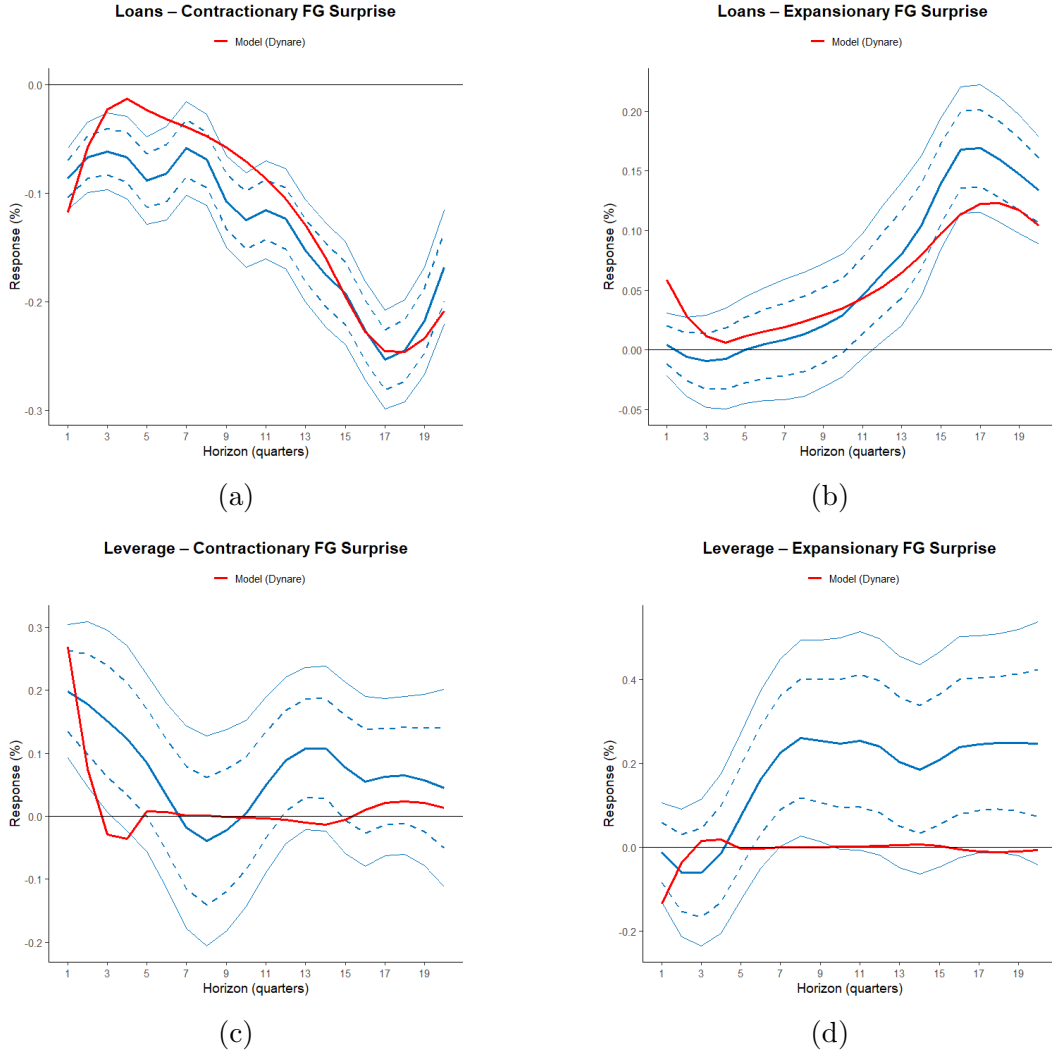 Loans – Contractionary FG Surprise
Model (Dynare)
Response (%)
0.0
-0.1
-0.2
-0.3
1 3 5 7 9 11 13 15 17 19
Horizon (quarters)
(a)
Loans – Expansionary FG Surprise
Model (Dynare)
Response (%)
0.20
0.15
0.10
0.05
0.00
-0.05
1 3 5 7 9 11 13 15 17 19
Horizon (quarters)
(b)
Leverage – Contractionary FG Surprise
Model (Dynare)
Response (%)
0.3
0.2
0.1
0.0
-0.1
-0.2
1 3 5 7 9 11 13 15 17 19
Horizon (quarters)
(c)
Leverage – Expansionary FG Surprise
Model (Dynare)
Response (%)
0.4
0.2
0.0
-0.2
1 3 5 7 9 11 13 15 17 19
Horizon (quarters)
(d)